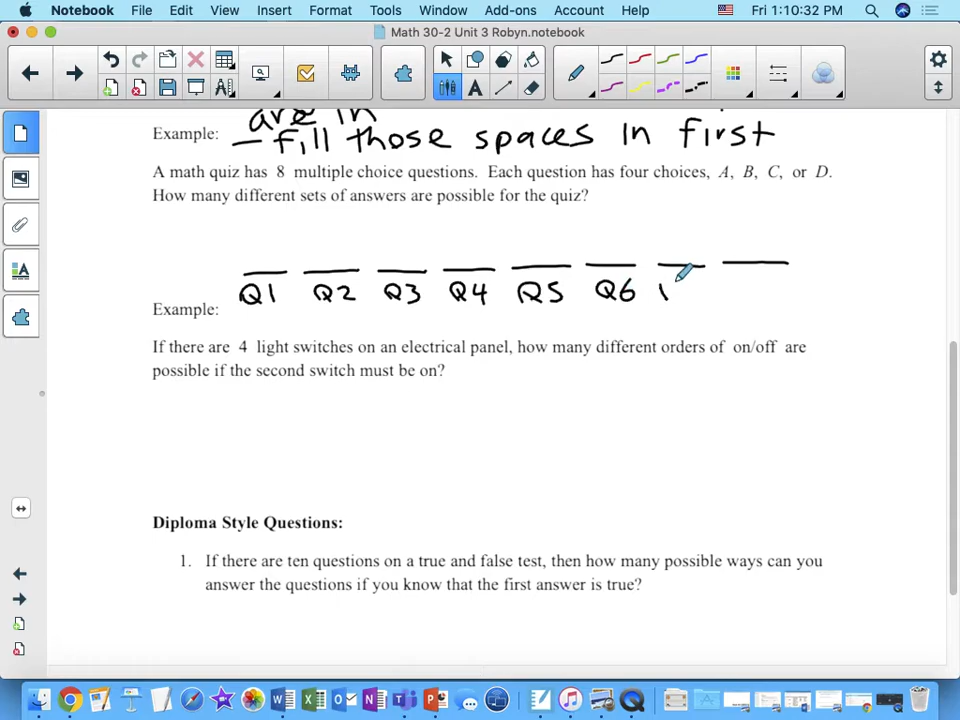 Notebook File Edit View Insert Format Tools Window Add-ons Account Help Fri 1:10:32 PM
Math 30-2 Unit 3 Robyn.notebook
are in
Example: – fill those spaces in first
A math quiz has 8 multiple choice questions. Each question has four choices, A, B, C, or D.
How many different sets of answers are possible for the quiz?
Q1 Q2 Q3 Q4 Q5 Q6
Example:
If there are 4 light switches on an electrical panel, how many different orders of on/off are
possible if the second switch must be on?
Diploma Style Questions:
1. If there are ten questions on a true and false test, then how many possible ways can you
answer the questions if you know that the first answer is true?